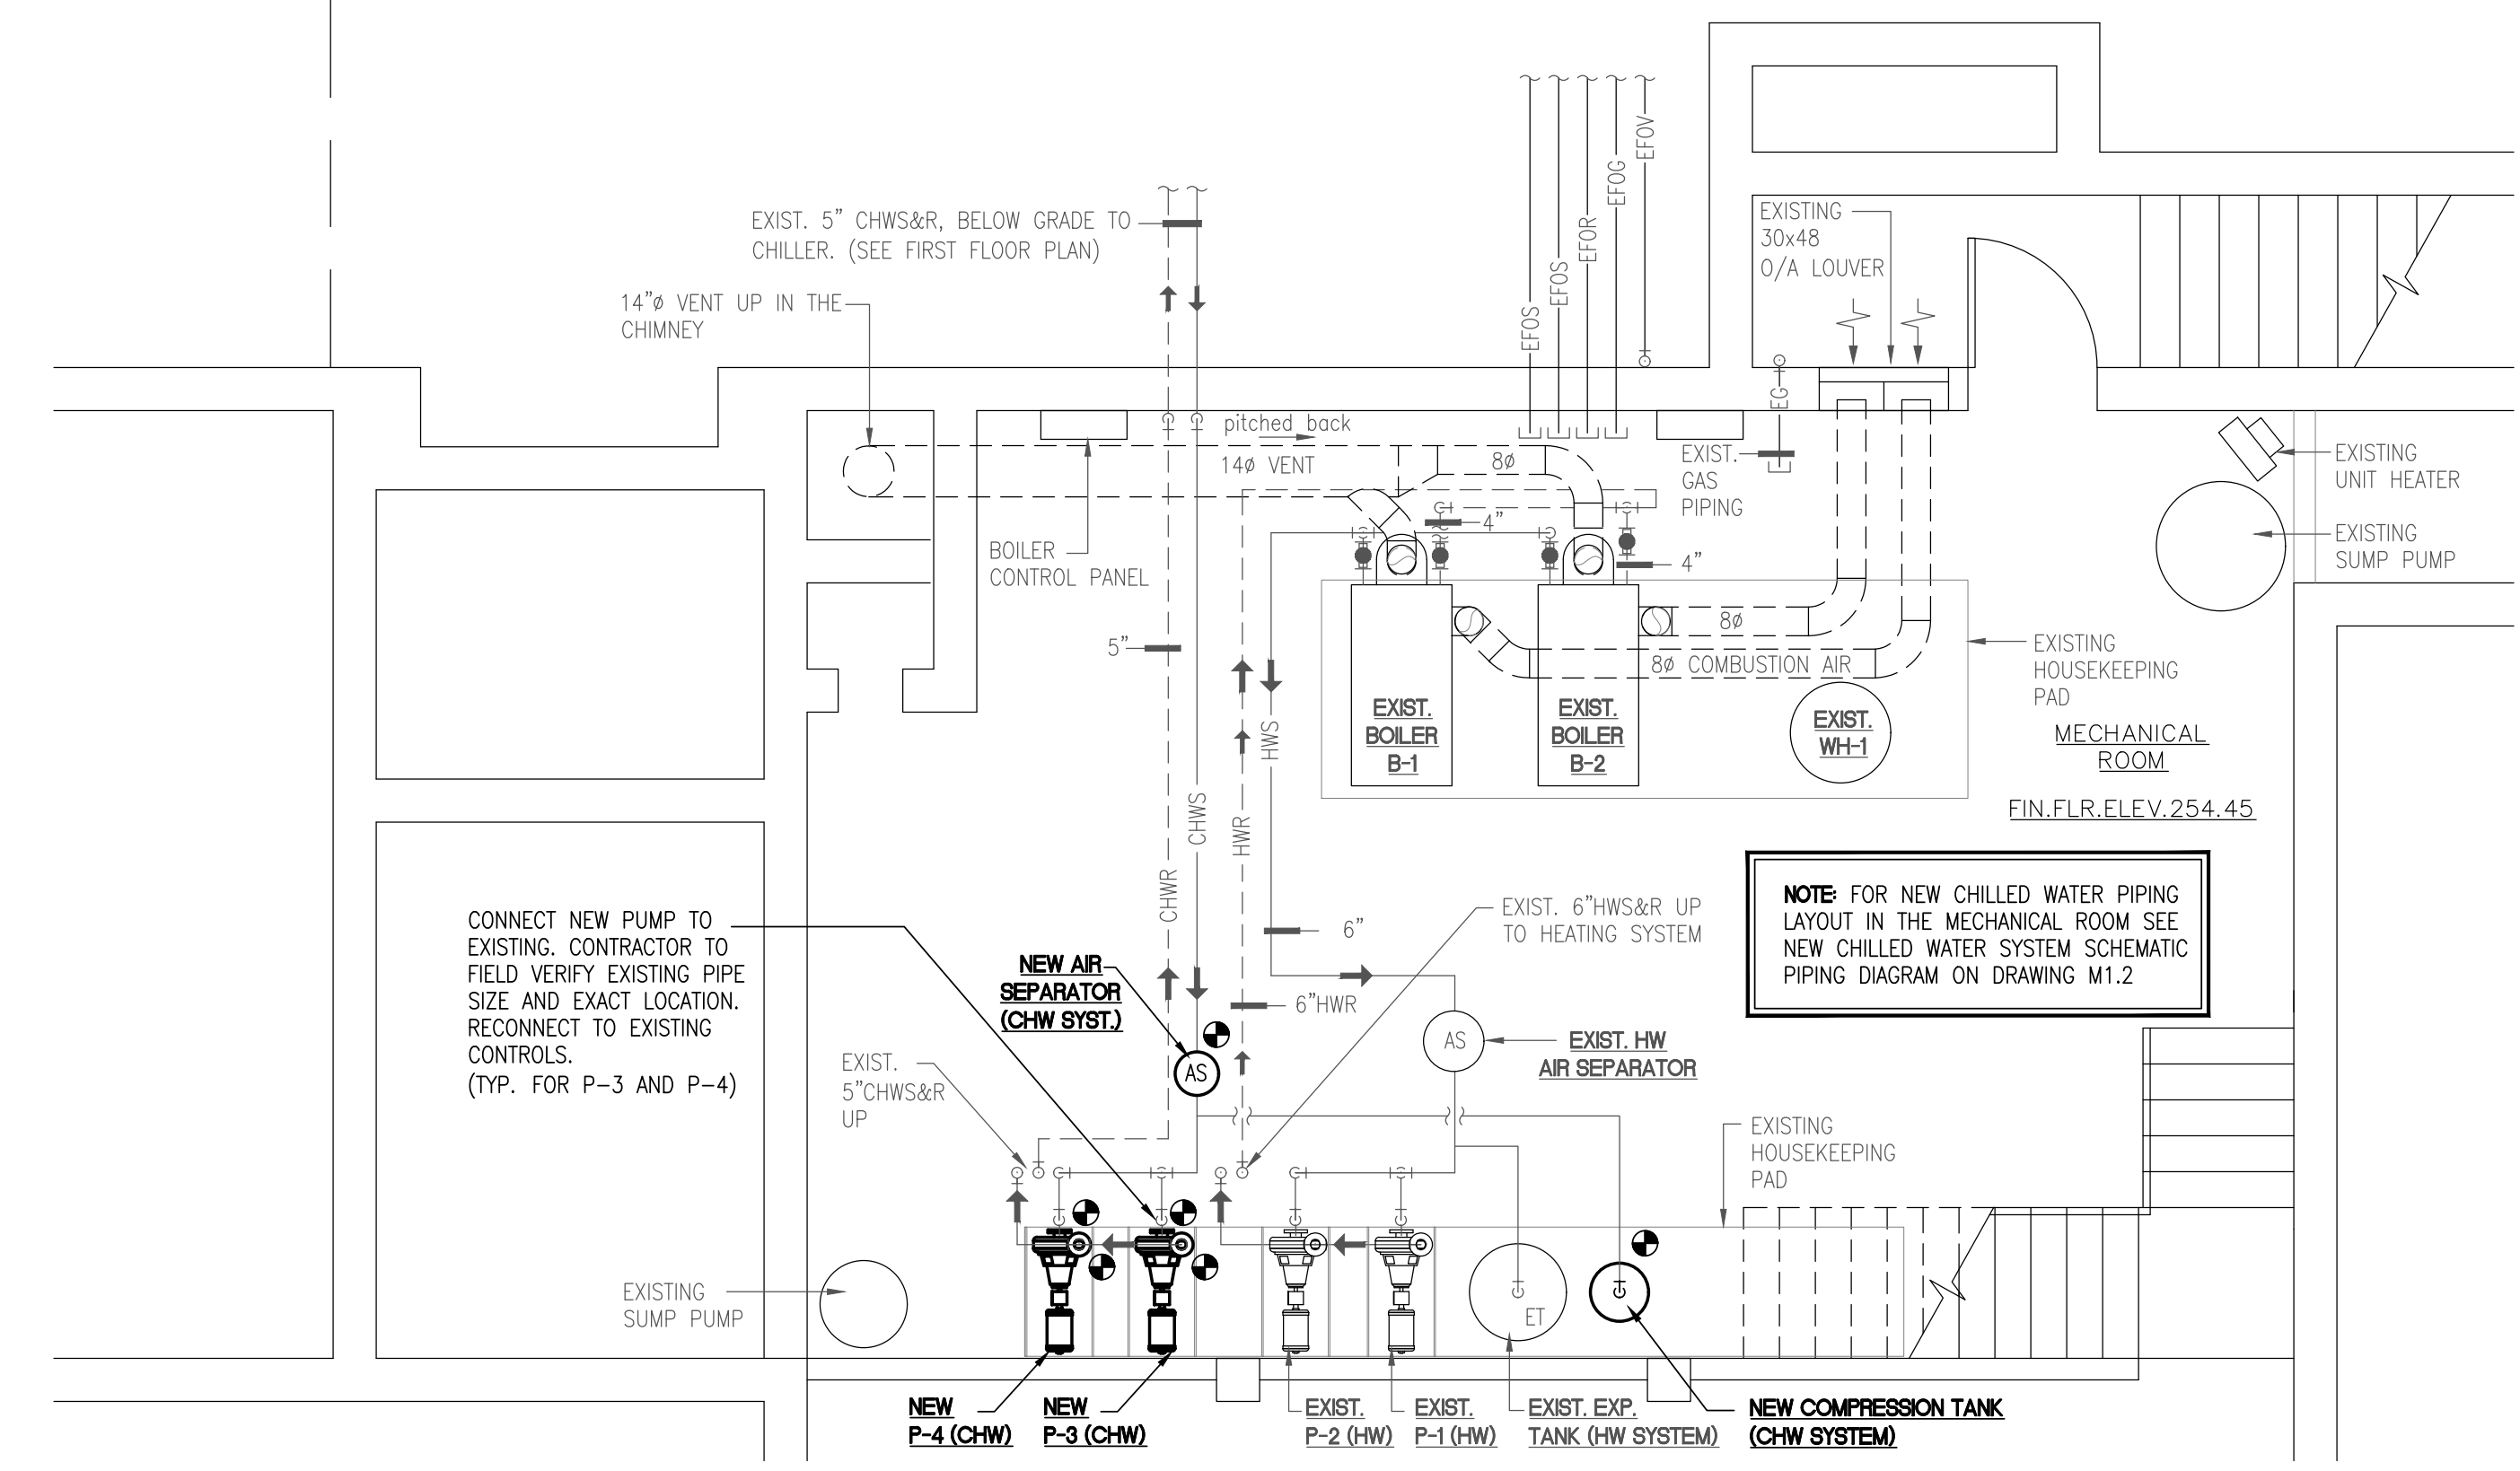 EXIST. 5" CHWS&R, BELOW GRADE TO
CHILLER. (SEE FIRST FLOOR PLAN)
14"ø VENT UP IN THE
CHIMNEY
EFOS
EFOS
EFOR
EFOG
EFOV
EXISTING
30x48
O/A LOUVER
EG
pitched back
14ø VENT
8ø
EXIST.
GAS
PIPING
EXISTING
UNIT HEATER
EXISTING
SUMP PUMP
BOILER
CONTROL PANEL
4"
4"
5"
8ø
8ø COMBUSTION AIR
EXISTING
HOUSEKEEPING
PAD
EXIST.
BOILER
B-1
EXIST.
BOILER
B-2
EXIST.
WH-1
MECHANICAL
ROOM
FIN.FLR.ELEV.254.45
HWS
CHWS
HWR
CHWR
CONNECT NEW PUMP TO
EXISTING. CONTRACTOR TO
FIELD VERIFY EXISTING PIPE
SIZE AND EXACT LOCATION.
RECONNECT TO EXISTING
CONTROLS.
(TYP. FOR P-3 AND P-4)
NEW AIR
SEPARATOR
(CHW SYST.)
6"
6"HWR
EXIST. 6"HWS&R UP
TO HEATING SYSTEM
NOTE: FOR NEW CHILLED WATER PIPING
LAYOUT IN THE MECHANICAL ROOM SEE
NEW CHILLED WATER SYSTEM SCHEMATIC
PIPING DIAGRAM ON DRAWING M1.2
AS
AS
EXIST. HW
AIR SEPARATOR
EXIST.
5"CHWS&R
UP
EXISTING
HOUSEKEEPING
PAD
EXISTING
SUMP PUMP
ET
NEW
P-4 (CHW)
NEW
P-3 (CHW)
EXIST.
P-2 (HW)
EXIST.
P-1 (HW)
EXIST. EXP.
TANK (HW SYSTEM)
NEW COMPRESSION TANK
(CHW SYSTEM)